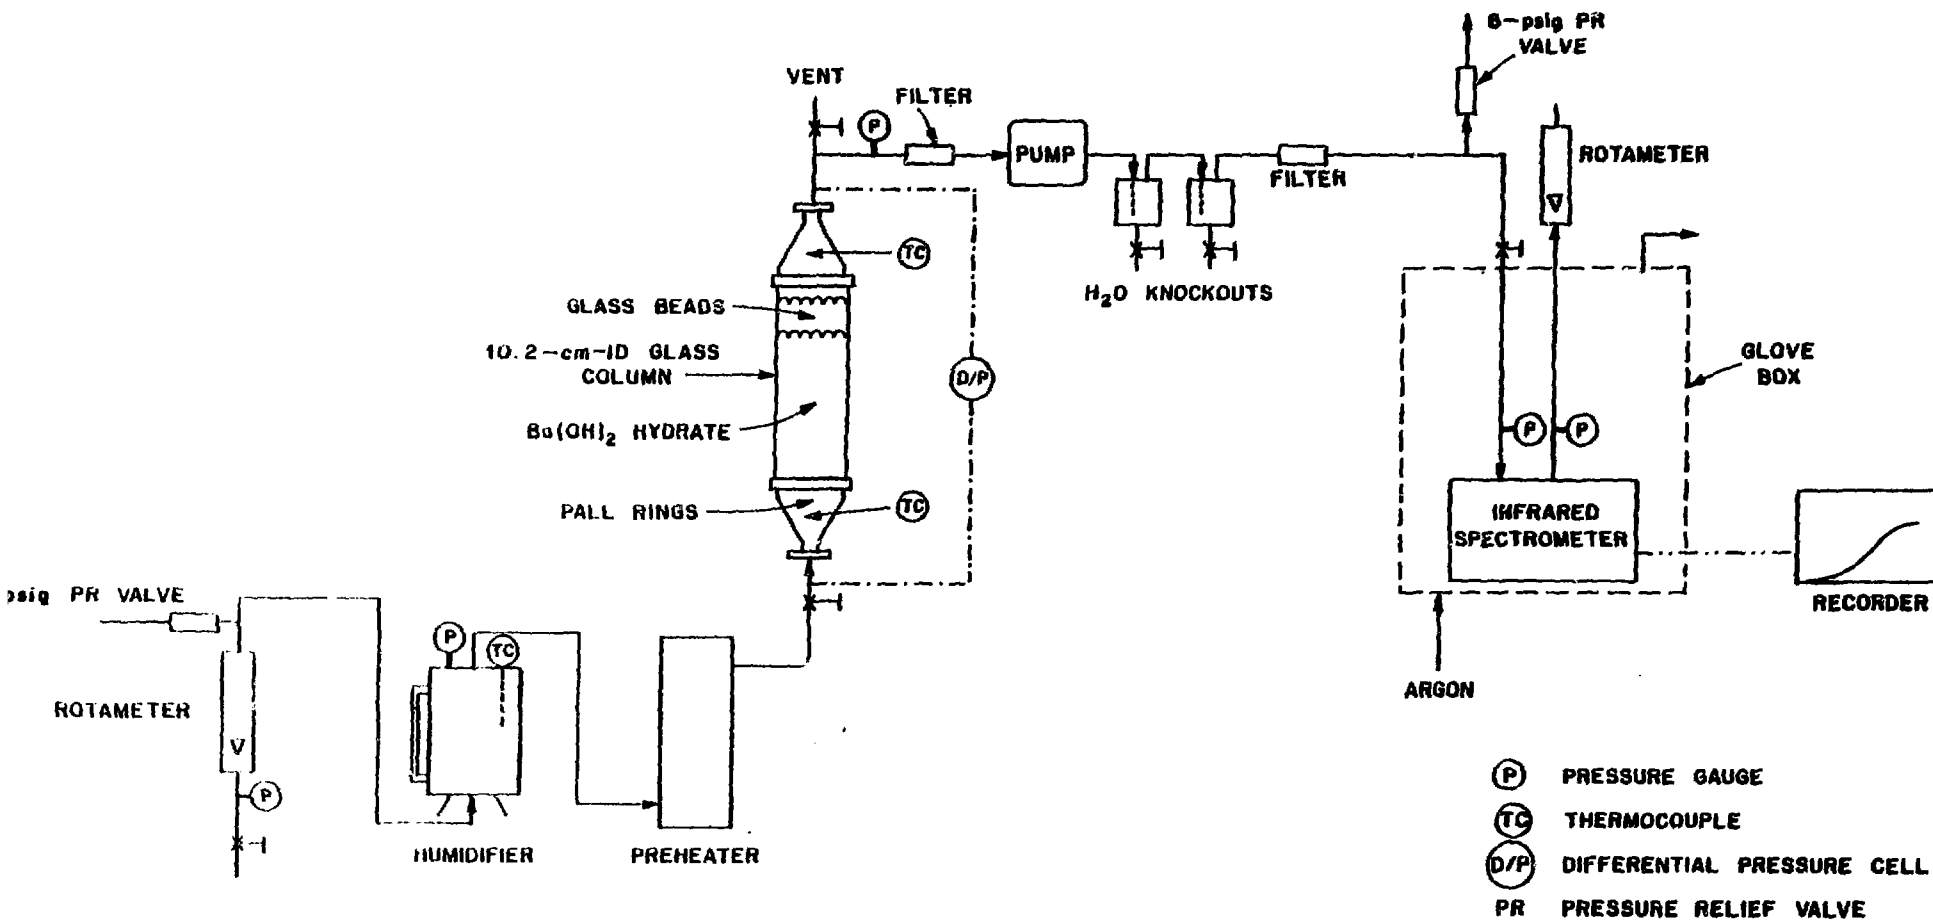 6-psig PR
VALVE
VENT
FILTER
P
PUMP
ROTAMETER
FILTER
H2O KNOCKOUTS
TC
GLASS BEADS
10.2-cm-ID GLASS
COLUMN
D/P
GLOVE
BOX
Ba(OH)2 HYDRATE
P
P
PALL RINGS
TC
INFRARED
SPECTROMETER
RECORDER
psig PR VALVE
P
TC
ROTAMETER
P
ARGON
HUMIDIFIER
PREHEATER
P PRESSURE GAUGE
TC THERMOCOUPLE
D/P DIFFERENTIAL PRESSURE CELL
PR PRESSURE RELIEF VALVE